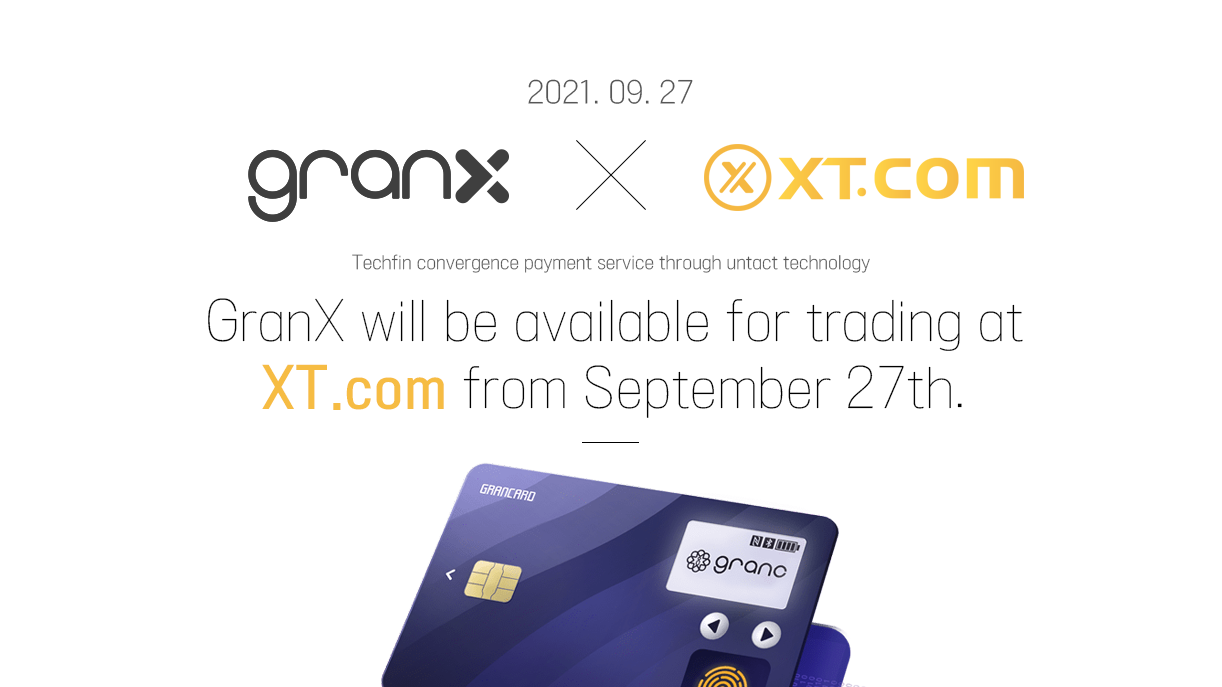 2021. 09. 27
granx
XT.com
Techfin convergence payment service through untact technology
GranX will be available for trading at
XT.com from September 27th.
GRANCARD
granc